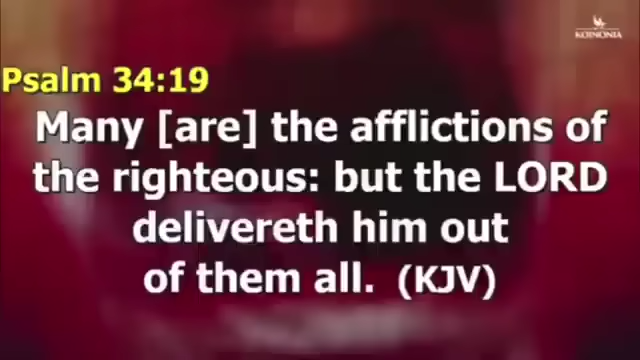 KOINONIA
Psalm 34:19
Many [are] the afflictions of
the righteous: but the LORD
delivereth him out
of them all. (KJV)